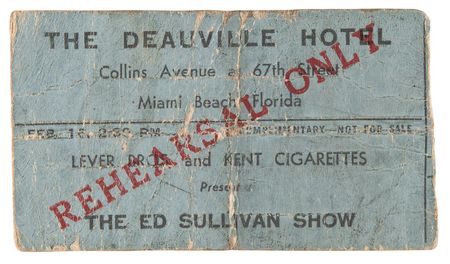 THE DEAUVILLE HOTEL
Collins Avenue at 67th Street
Miami Beach, Florida
FEB. 16, 2:30 P.M. COMPLIMENTARY—NOT FOR SALE
LEVER BROS. and KENT CIGARETTES
Present
THE ED SULLIVAN SHOW
REHEARSAL ONLY